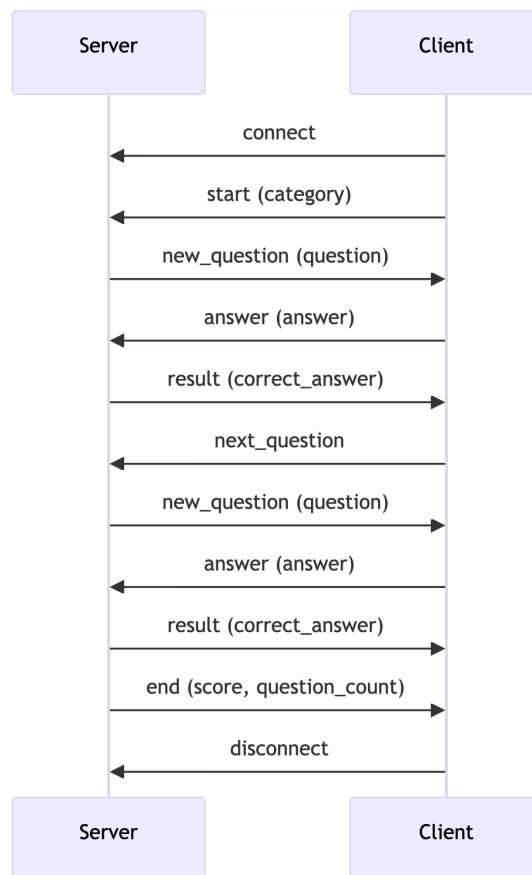 Server
Client
connect
start (category)
new_question (question)
answer (answer)
result (correct_answer)
next_question
new_question (question)
answer (answer)
result (correct_answer)
end (score, question_count)
disconnect
Server
Client